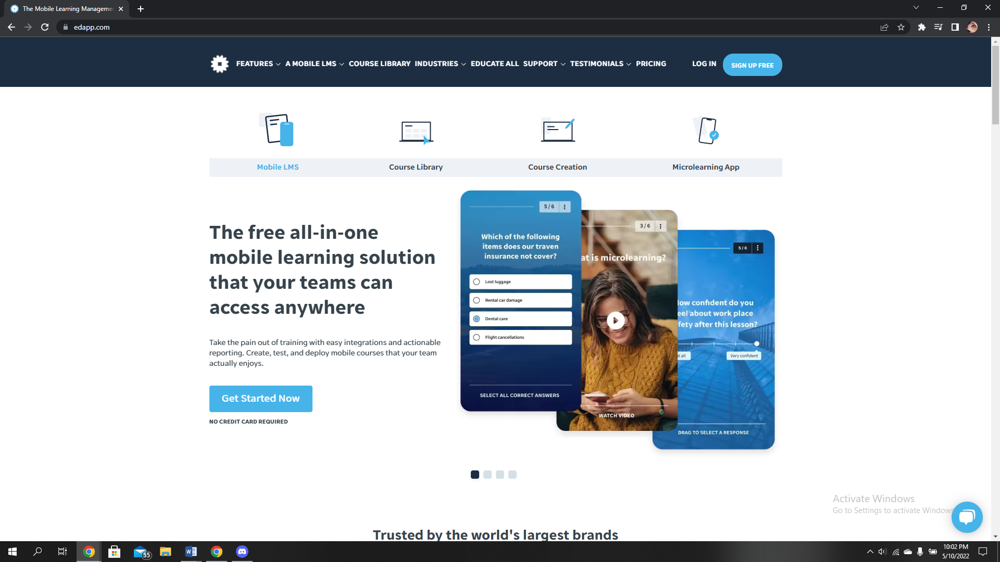 The Mobile Learning Manageme
edapp.com
FEATURES A MOBILE LMS COURSE LIBRARY INDUSTRIES EDUCATE ALL SUPPORT TESTIMONIALS PRICING LOG IN SIGN UP FREE
Mobile LMS Course Library Course Creation Microlearning App
The free all-in-one
mobile learning solution
that your teams can
access anywhere
Take the pain out of training with easy integrations and actionable
reporting. Create, test, and deploy mobile courses that your team
actually enjoys.
Get Started Now
NO CREDIT CARD REQUIRED
5/6
Which of the following
items does our traven
insurance not cover?
Lost luggage
Rental car damage
Dental care
Flight cancellations
SELECT ALL CORRECT ANSWERS
3/6
at is microlearning?
WATCH VIDEO
5/6
low confident do you
eel about work place
fety after this lesson?
t all
Very confident
DRAG TO SELECT A RESPONSE
Activate Windows
Go to Settings to activate Windows
Trusted by the world's largest brands
55
W
10:02 PM
5/10/2022